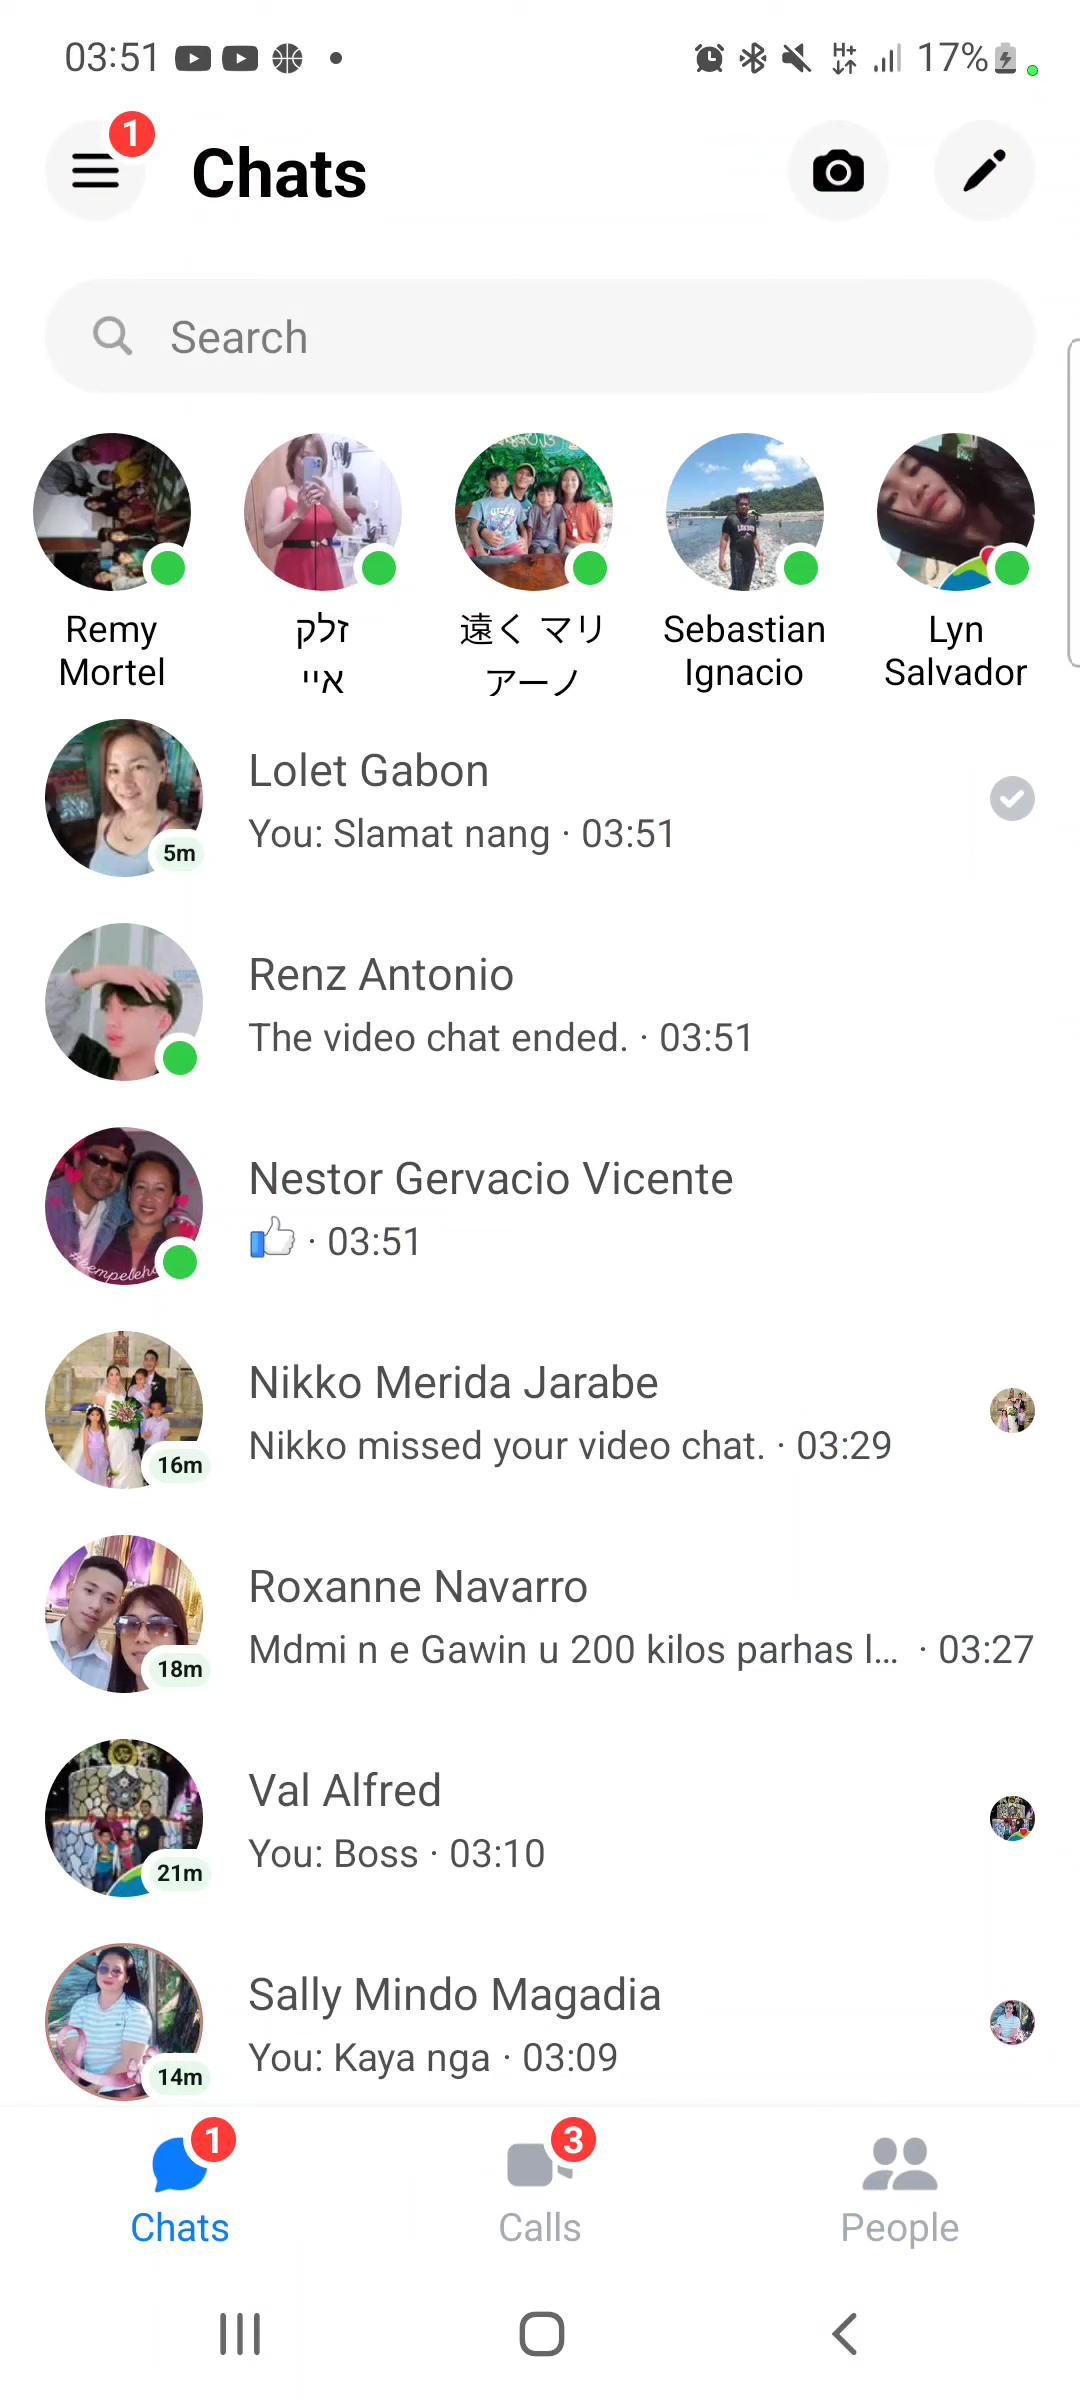 03:51
17%
1
Chats
Search
Remy
Mortel
זלק
איי
遠く マリ
アーノ
Sebastian
Ignacio
Lyn
Salvador
Lolet Gabon
You: Slamat nang · 03:51
5m
Renz Antonio
The video chat ended. · 03:51
Nestor Gervacio Vicente
· 03:51
Nikko Merida Jarabe
Nikko missed your video chat. · 03:29
16m
Roxanne Navarro
Mdmi n e Gawin u 200 kilos parhas l... · 03:27
18m
Val Alfred
You: Boss · 03:10
21m
Sally Mindo Magadia
You: Kaya nga · 03:09
14m
1
Chats
3
Calls
People